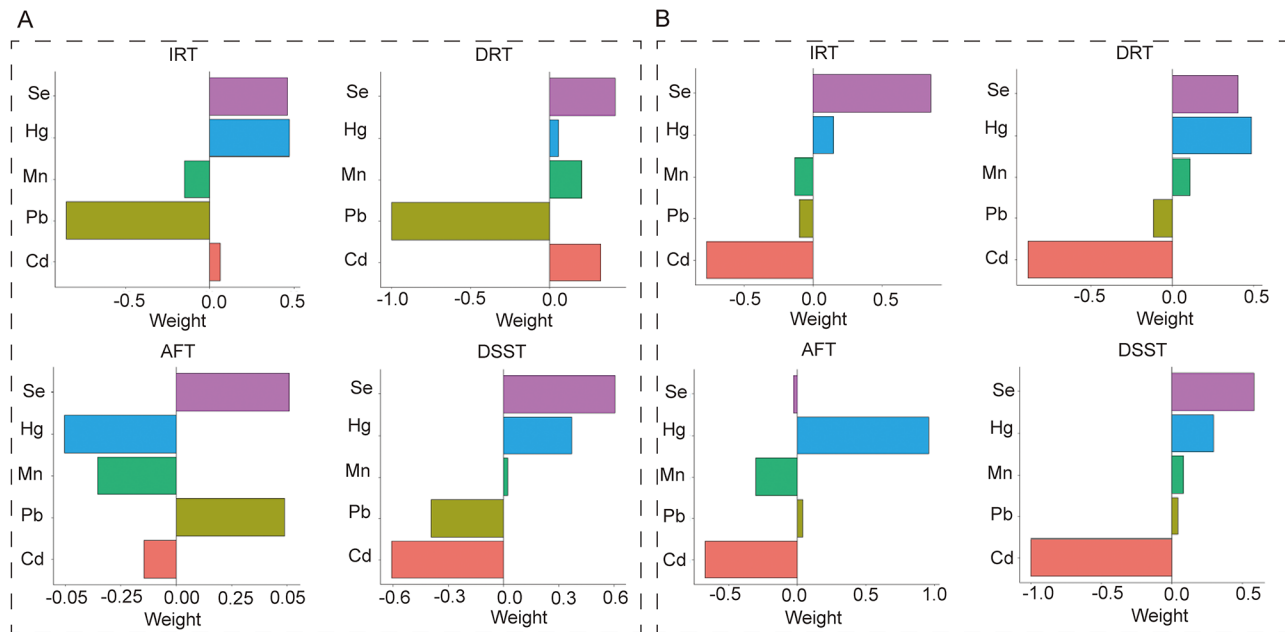 A
IRT
Se
Hg
Mn
Pb
Cd
-0.5 0.0 0.5
Weight
DRT
Se
Hg
Mn
Pb
Cd
-1.0 -0.5 0.0
Weight
AFT
Se
Hg
Mn
Pb
Cd
-0.05 -0.25 0.00 0.25 0.05
Weight
DSST
Se
Hg
Mn
Pb
Cd
-0.6 -0.3 0.0 0.3 0.6
Weight
B
IRT
Se
Hg
Mn
Pb
Cd
-0.5 0.0 0.5
Weight
DRT
Se
Hg
Mn
Pb
Cd
-0.5 0.0 0.5
Weight
AFT
Se
Hg
Mn
Pb
Cd
-0.5 0.0 0.5 1.0
Weight
DSST
Se
Hg
Mn
Pb
Cd
-1.0 -0.5 0.0 0.5
Weight